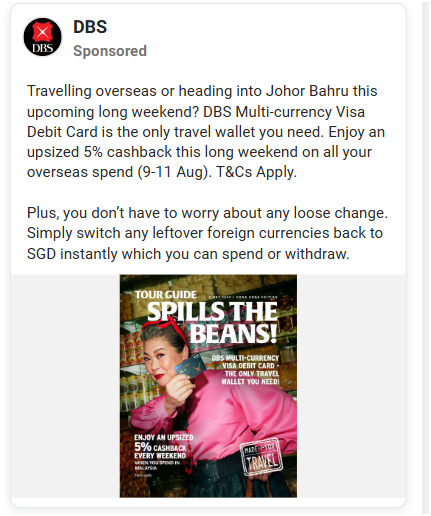 DBS
DBS
Sponsored
Travelling overseas or heading into Johor Bahru this
upcoming long weekend? DBS Multi-currency Visa
Debit Card is the only travel wallet you need. Enjoy an
upsized 5% cashback this long weekend on all your
overseas spend (9-11 Aug). T&Cs Apply.
Plus, you don’t have to worry about any loose change.
Simply switch any leftover foreign currencies back to
SGD instantly which you can spend or withdraw.
TOUR GUIDE
SPILLS THE
BEANS!
DBS MULTI-CURRENCY
VISA DEBIT CARD -
THE ONLY TRAVEL
WALLET YOU NEED!
ENJOY AN UPSIZED
5% CASHBACK
EVERY WEEKEND
WHEN YOU SPEND IN
MALAYSIA
MADE FOR
TRAVEL